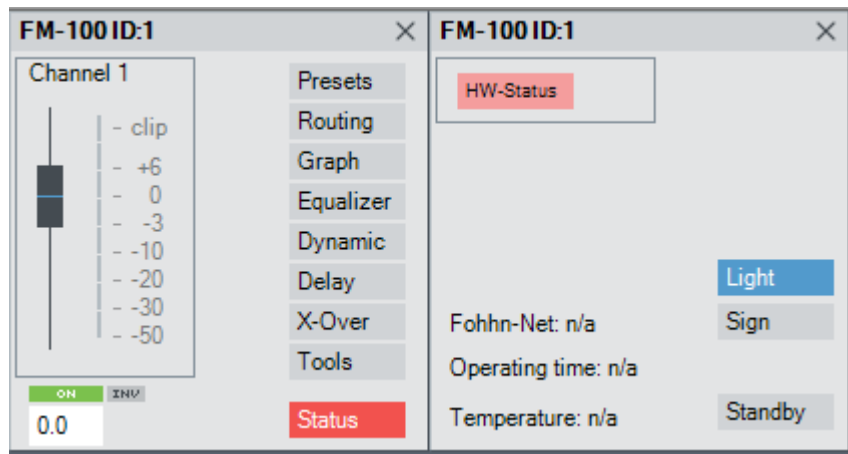 FM-100 ID:1
Channel 1
clip
+6
0
-3
-10
-20
-30
-50
ON INV
0.0
Presets
Routing
Graph
Equalizer
Dynamic
Delay
X-Over
Tools
Status
FM-100 ID:1
HW-Status
Light
Fohhn-Net: n/a
Sign
Operating time: n/a
Temperature: n/a
Standby